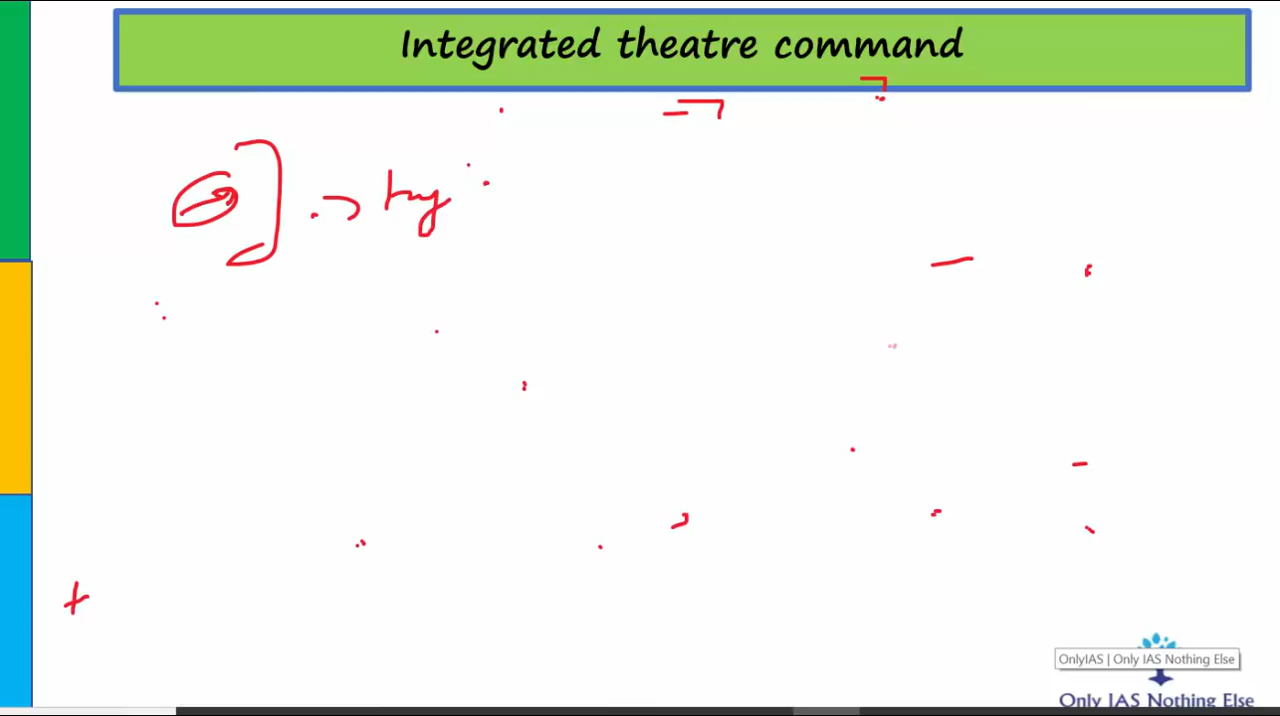 Integrated theatre command
OnlyIAS | Only IAS Nothing Else
Only IAS Nothing Else